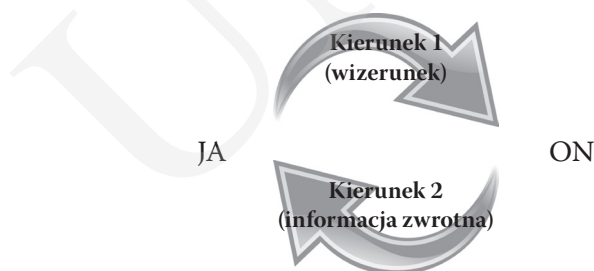 Kierunek 1
(wizerunek)
JA
ON
Kierunek 2
(informacja zwrotna)